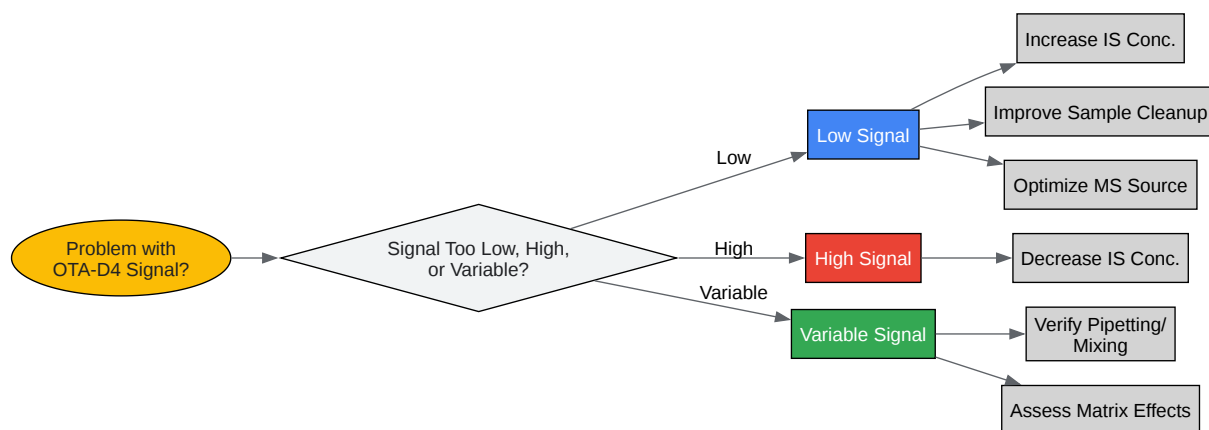 Problem with
OTA-D4 Signal?
Signal Too Low, High,
or Variable?
Low
High
Variable
Low Signal
High Signal
Variable Signal
Increase IS Conc.
Improve Sample Cleanup
Optimize MS Source
Decrease IS Conc.
Verify Pipetting/
Mixing
Assess Matrix Effects